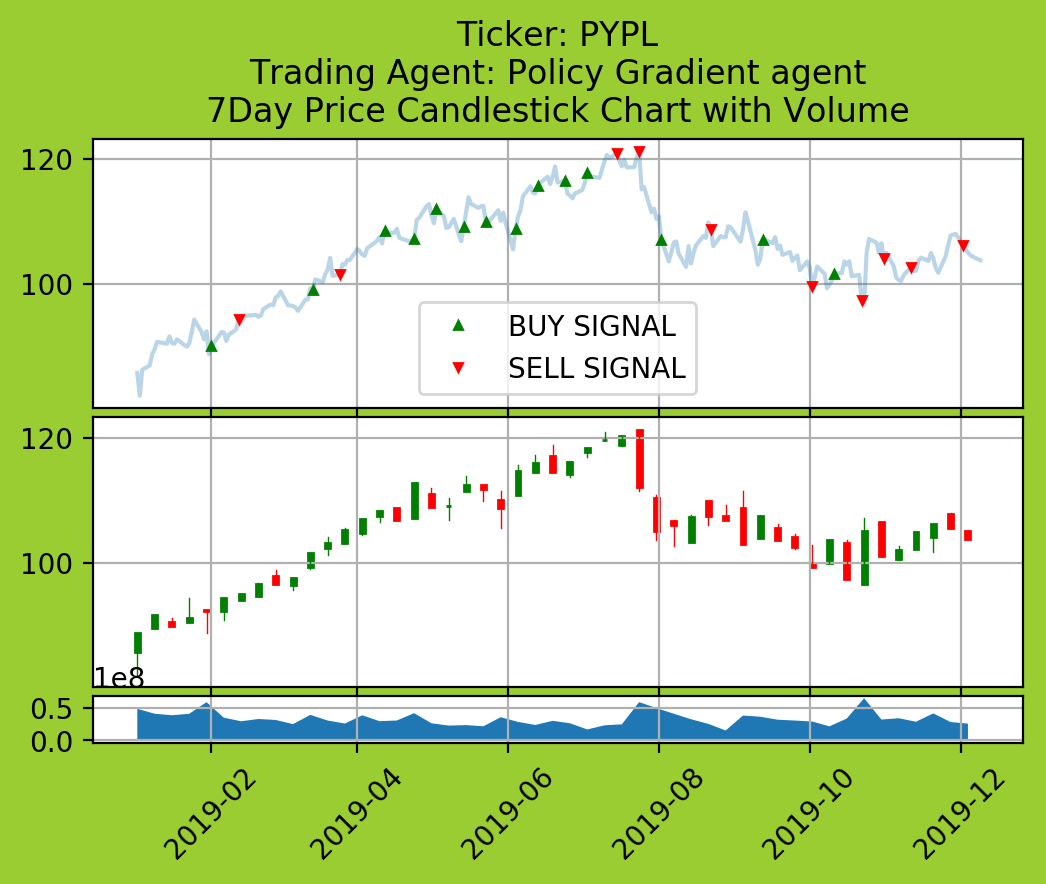 Ticker: PYPL
Trading Agent: Policy Gradient agent
7Day Price Candlestick Chart with Volume
120
100
BUY SIGNAL
SELL SIGNAL
120
100
1e8
0.5
0.0
2019-02
2019-04
2019-06
2019-08
2019-10
2019-12